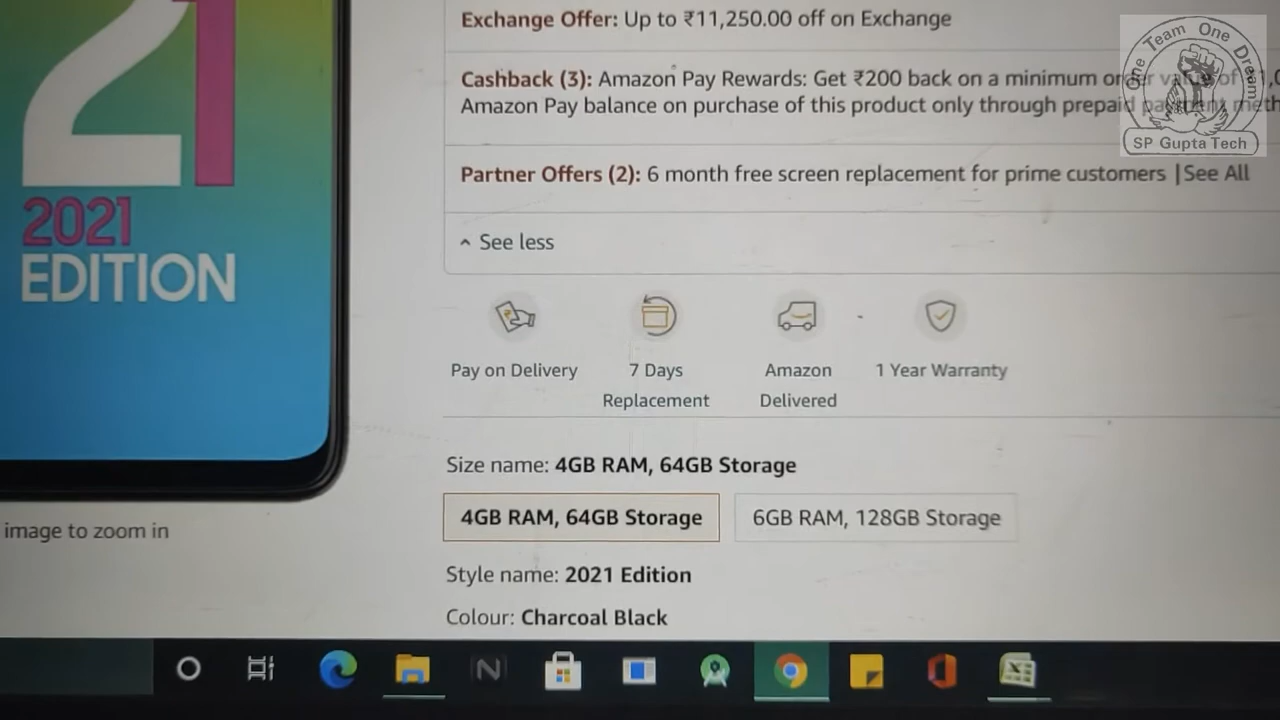 21
2021
EDITION
image to zoom in
Exchange Offer: Up to ₹11,250.00 off on Exchange
Cashback (3): Amazon Pay Rewards: Get ₹200 back on a minimum order value of
Amazon Pay balance on purchase of this product only through prepaid payment
Partner Offers (2): 6 month free screen replacement for prime customers |See All
See less
Pay on Delivery
7 Days
Replacement
Amazon
Delivered
1 Year Warranty
Size name: 4GB RAM, 64GB Storage
4GB RAM, 64GB Storage
6GB RAM, 128GB Storage
Style name: 2021 Edition
Colour: Charcoal Black
One Team One Dream
SP Gupta Tech